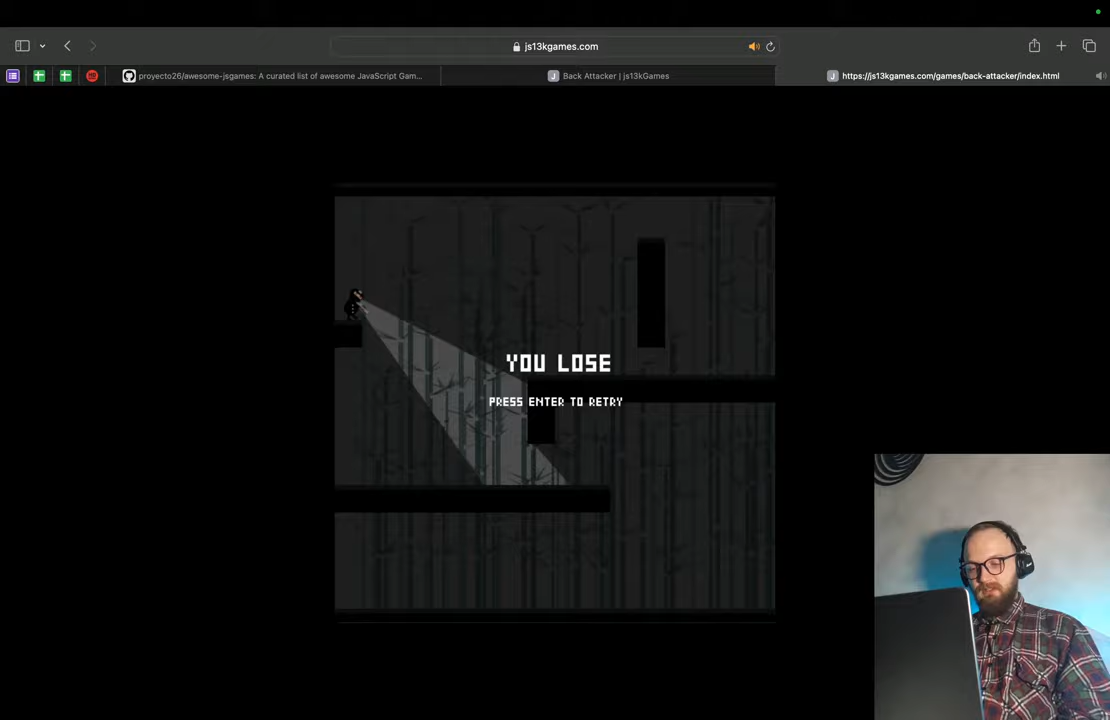 js13kgames.com
proyecto26/awesome-jsgames: A curated list of awesome JavaScript Gam...
Back Attacker | js13kGames
https://js13kgames.com/games/back-attacker/index.html
YOU LOSE
PRESS ENTER TO RETRY